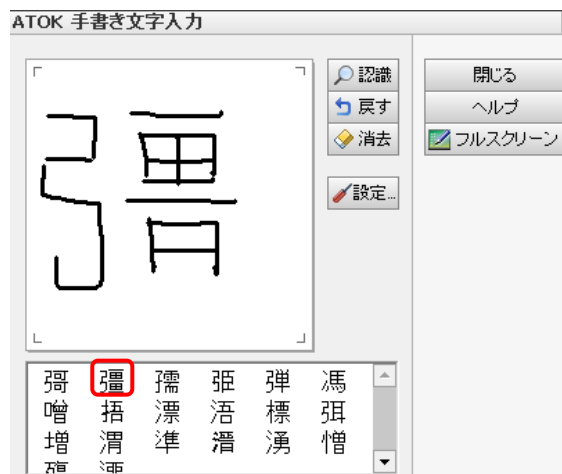 ATOK 手書き文字入力
認識
戻す
消去
設定...
閉じる
ヘルプ
フルスクリーン
彁 彊 孺 弫 弾 馮
噌 捂 漂 浯 標 弭
増 渭 準 濳 湧 憎